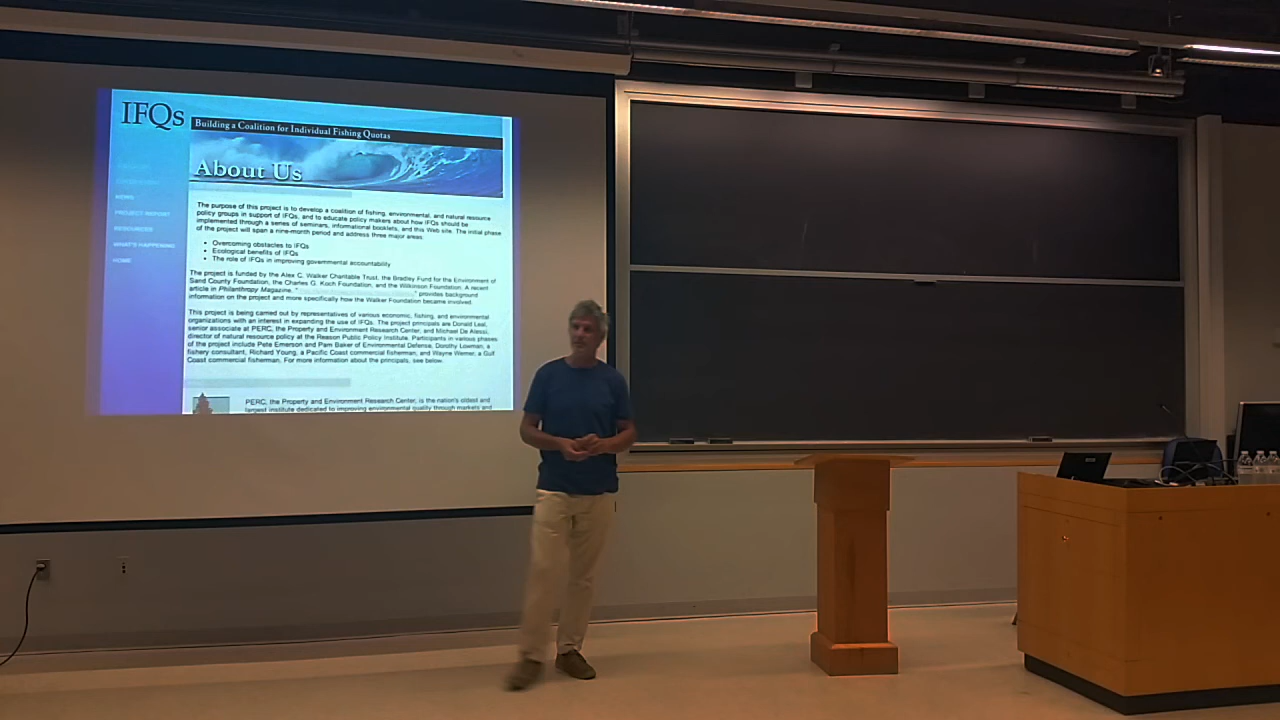 IFQs
Building a Coalition for Individual Fishing Quotas
About Us
NEWS
PROJECT REPORT
RESOURCES
WHAT'S HAPPENING
HOME
The purpose of this project is to develop a coalition of fishing, environmental, and natural resource
policy groups in support of IFQs, and to educate policy makers about how IFQs should be
implemented through a series of seminars, informational booklets, and this Web site. The initial phase
of the project will span a nine-month period and address three major areas:
• Overcoming obstacles to IFQs
• Ecological benefits of IFQs
• The role of IFQs in improving governmental accountability
The project is funded by the Alex C. Walker Charitable Trust, the Bradley Fund for the Environment of
Sand County Foundation, the Charles G. Koch Foundation, and the Wilkinson Foundation. A recent
article in Philanthropy Magazine, " " provides background
information on the project and more specifically how the Walker Foundation became involved.
This project is being carried out by representatives of various economic, fishing, and environmental
organizations with an interest in expanding the use of IFQs. The project principals are Donald Leal,
senior associate at PERC, the Property and Environment Research Center, and Michael De Alessi,
director of natural resource policy at the Reason Public Policy Institute. Participants in various phases
of the project include Pete Emerson and Pam Baker of Environmental Defense, Dorothy Lowman, a
fishery consultant, Richard Young, a Pacific Coast commercial fisherman, and Wayne Werner, a Gulf
Coast commercial fisherman. For more information about the principals, see below.
PERC, the Property and Environment Research Center, is the nation's oldest and
largest institute dedicated to improving environmental quality through markets and